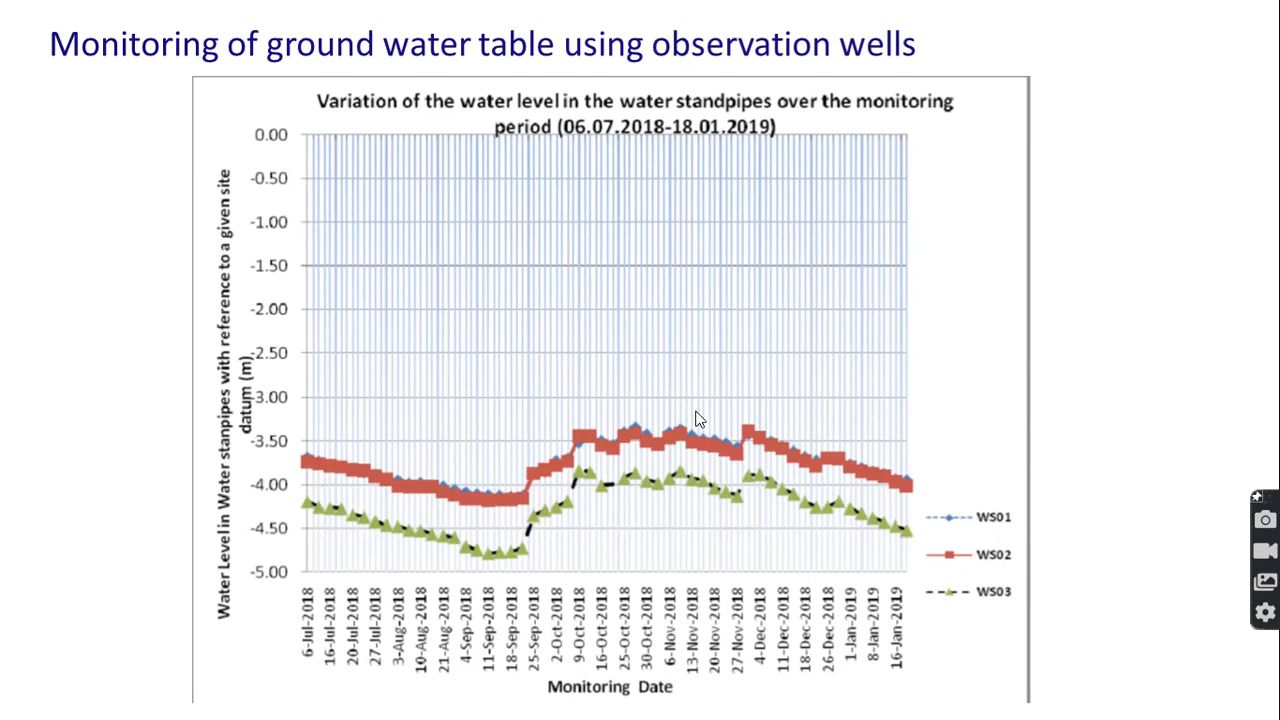 Monitoring of ground water table using observation wells
Variation of the water level in the water standpipes over the monitoring
period (06.07.2018-18.01.2019)
Water Level in Water stanpipes with reference to a given site
datum (m)
0.00
-0.50
-1.00
-1.50
-2.00
-2.50
-3.00
-3.50
-4.00
-4.50
-5.00
WS01
WS02
WS03
6-Jul-2018
16-Jul-2018
20-Jul-2018
27-Jul-2018
3-Aug-2018
10-Aug-2018
21-Aug-2018
4-Sep-2018
11-Sep-2018
18-Sep-2018
25-Sep-2018
2-Oct-2018
9-Oct-2018
16-Oct-2018
25-Oct-2018
30-Oct-2018
6-Nov-2018
13-Nov-2018
20-Nov-2018
27-Nov-2018
4-Dec-2018
11-Dec-2018
18-Dec-2018
26-Dec-2018
1-Jan-2019
8-Jan-2019
16-Jan-2019
Monitoring Date